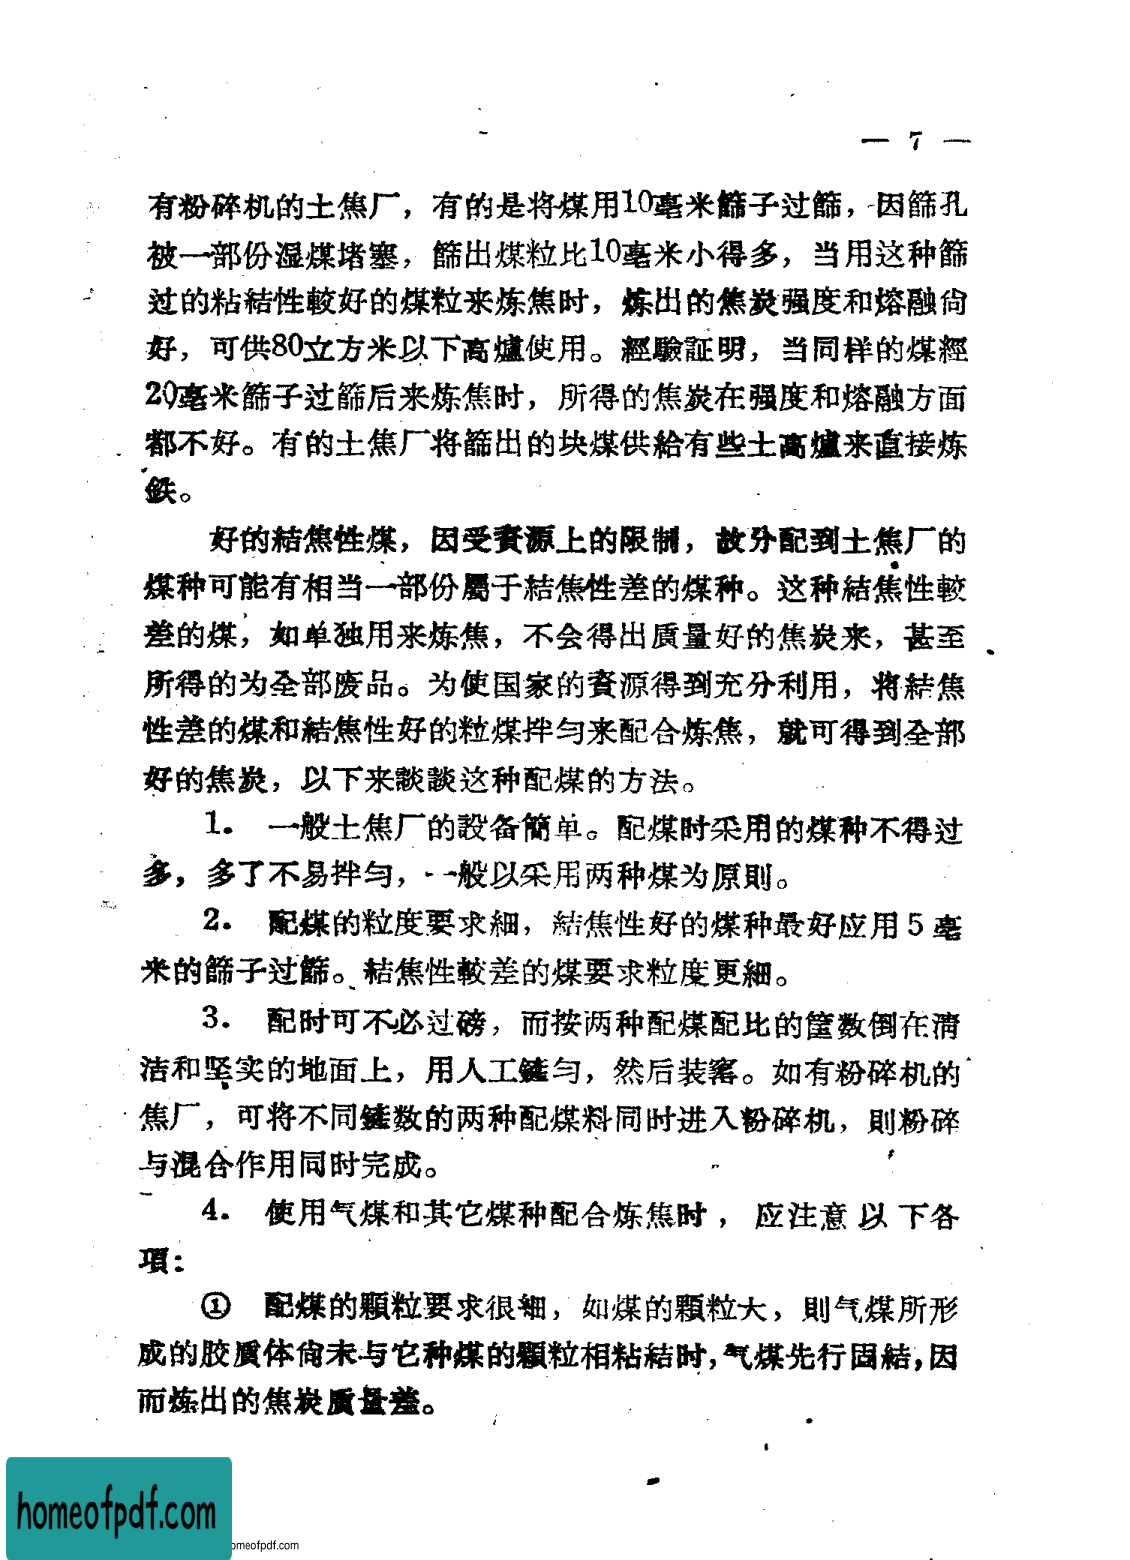 — 7 —
有粉碎机的土焦厂，有的是将煤用10毫米篩子过篩，因篩孔
被一部份湿煤堵塞，篩出煤粒比10毫米小得多，当用这种篩
过的粘結性較好的煤粒来炼焦时，炼出的焦炭强度和熔融尙
好，可供80立方米以下高爐使用。經驗証明，当同样的煤經
20毫米篩子过篩后来炼焦时，所得的焦炭在强度和熔融方面
都不好。有的土焦厂将篩出的块煤供給有些土高爐来直接炼
鉄。
好的結焦性煤，因受資源上的限制，故分配到土焦厂的
煤种可能有相当一部份屬于結焦性差的煤种。这种結焦性較
差的煤，如单独用来炼焦，不会得出质量好的焦炭来，甚至
所得的为全部废品。为使国家的資源得到充分利用，将結焦
性差的煤和結焦性好的粒煤拌匀来配合炼焦，就可得到全部
好的焦炭，以下来談談这种配煤的方法。
1. 一般土焦厂的設备簡单。配煤时采用的煤种不得过
多，多了不易拌匀，一般以采用两种煤为原則。
2. 配煤的粒度要求細，結焦性好的煤种最好应用5毫
米的篩子过篩。結焦性較差的煤要求粒度更細。
3. 配时可不必过磅，而按两种配煤配比的筐数倒在清
洁和坚实的地面上，用人工鏈匀，然后装窰。如有粉碎机的
焦厂，可将不同鏈数的两种配煤料同时进入粉碎机，則粉碎
与混合作用同时完成。
4. 使用气煤和其它煤种配合炼焦时，应注意以下各
項：
① 配煤的顆粒要求很細，如煤的顆粒大，則气煤所形
成的胶质体尙未与它种煤的顆粒相粘結时，气煤先行固結，因
而炼出的焦炭质量差。
homeofpdf.com
omeofpdf.com